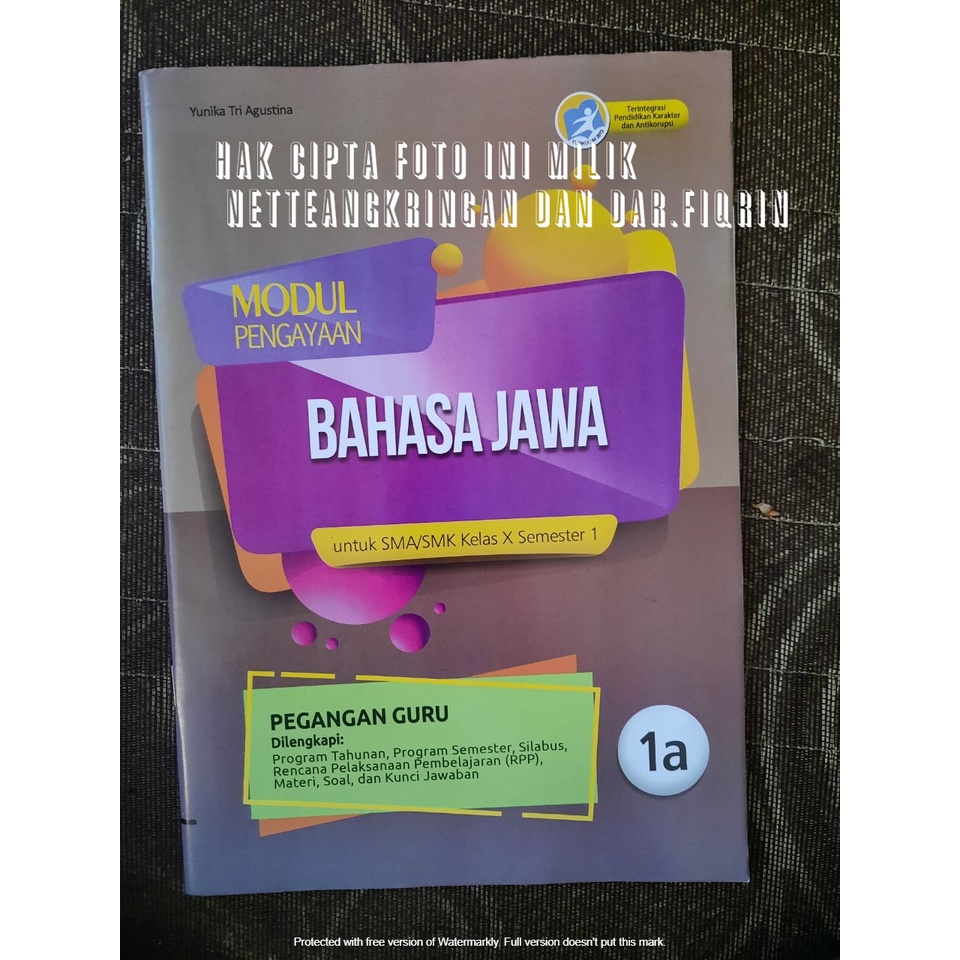 Yunika Tri Agustina
Terintegrasi
Pendidikan Karakter
dan Antikorupsi
HAK CIPTA FOTO INI MILIK
NETTEANGKRINGAN DAN DAR.FIQRIN
MODUL
PENGAYAAN
BAHASA JAWA
untuk SMA/SMK Kelas X Semester 1
PEGANGAN GURU
Dilengkapi:
Program Tahunan, Program Semester, Silabus,
Rencana Pelaksanaan Pembelajaran (RPP),
Materi, Soal, dan Kunci Jawaban
1a
Protected with free version of Watermarkly. Full version doesn't put this mark.